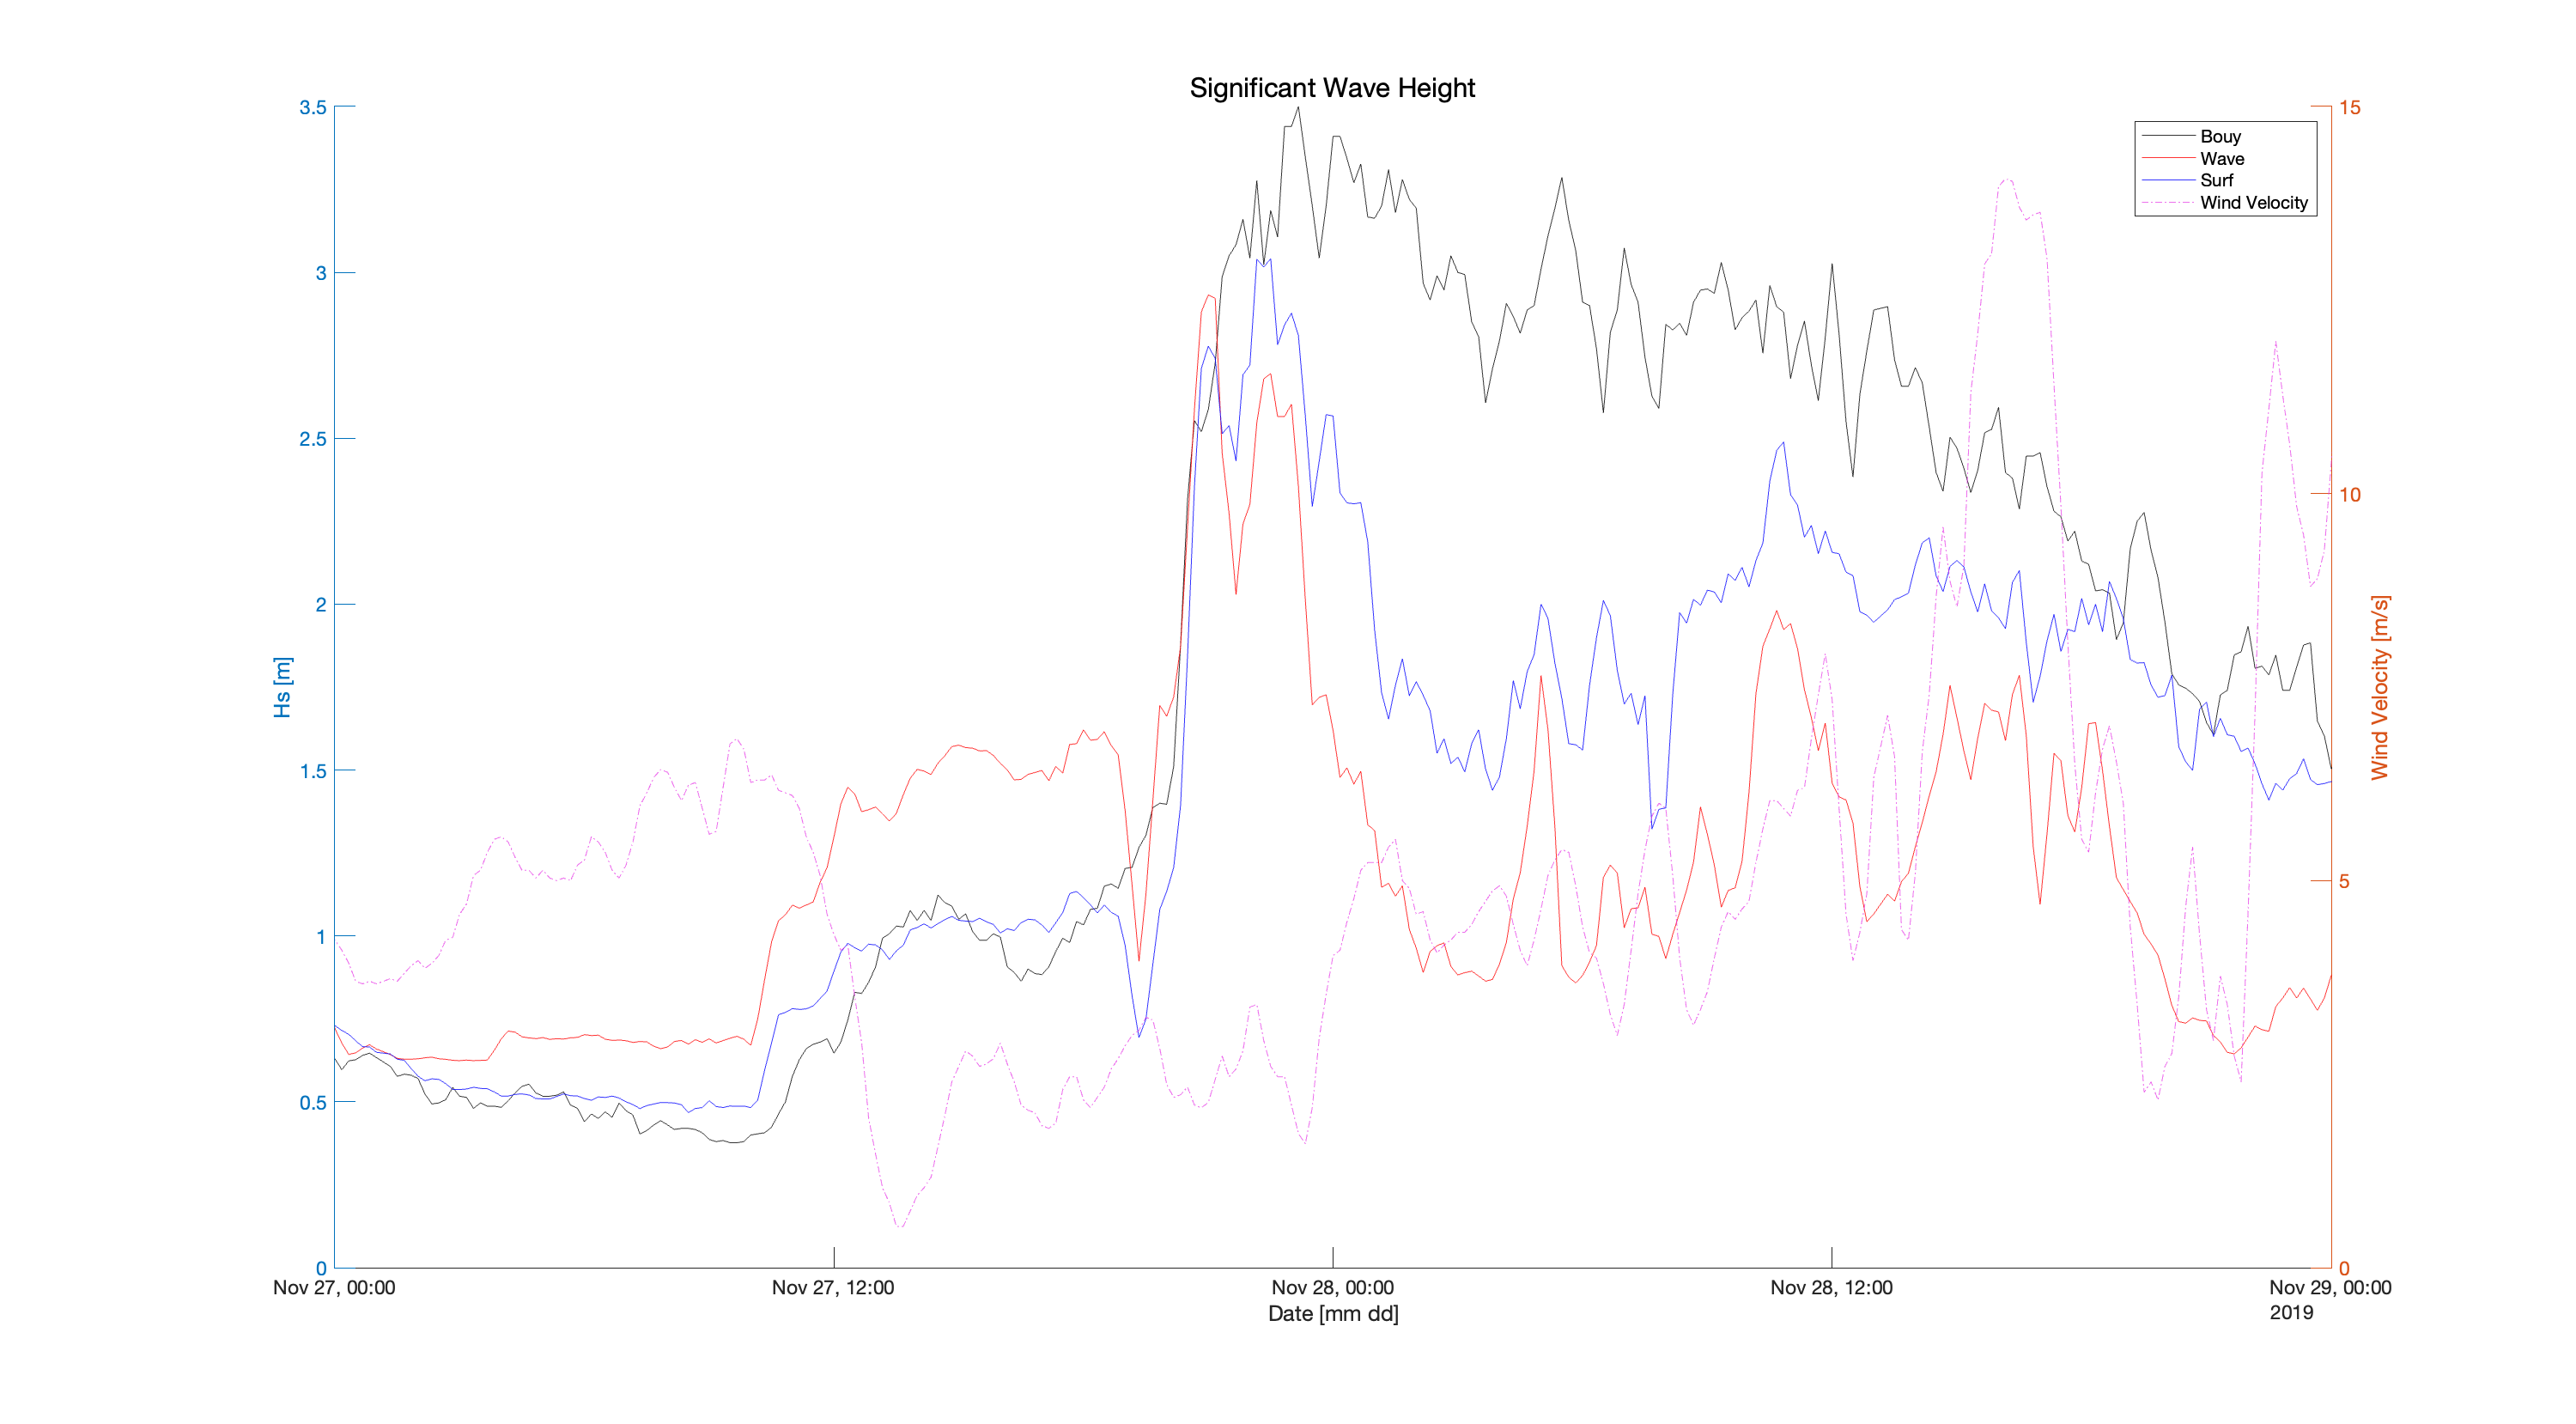 Significant Wave Height
3.5
3
2.5
2
1.5
1
0.5
0
Hs [m]
15
10
5
0
Wind Velocity [m/s]
Bouy
Wave
Surf
Wind Velocity
Nov 27, 00:00
Nov 27, 12:00
Nov 28, 00:00
Nov 28, 12:00
Nov 29, 00:00
Date [mm dd]
2019